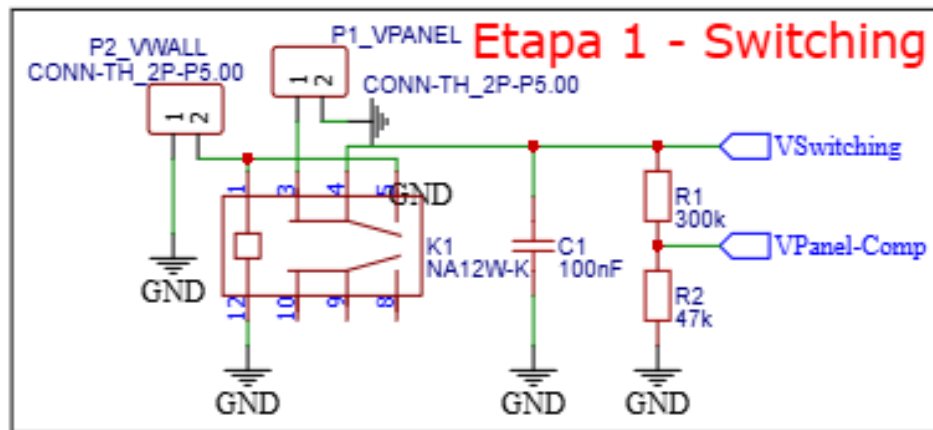 Etapa 1 - Switching
P2_VWALL
CONN-TH_2P-P5.00
P1_VPANEL
CONN-TH_2P-P5.00
1 2
1 2
1 3 4 5
GND
K1
NA12W-K
12 10 9 8
GND
GND
C1
100nF
GND
R1
300k
R2
47k
GND
VSwitching
VPanel-Comp